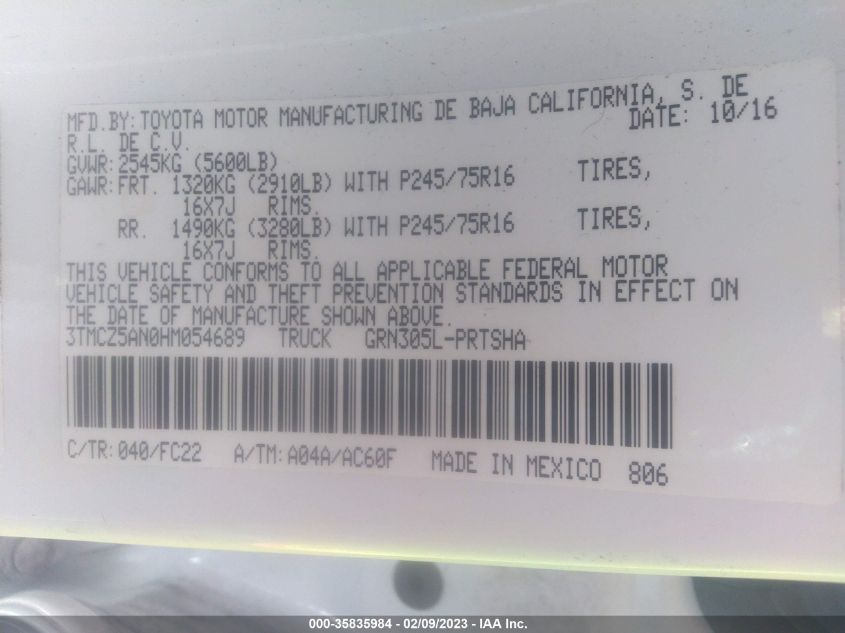 MFD.BY: TOYOTA MOTOR MANUFACTURING DE BAJA CALIFORNIA, S. DE
R.L. DE C.V. DATE: 10/16
GVWR: 2545KG (5600LB)
GAWR: FRT. 1320KG (2910LB) WITH P245/75R16 TIRES,
16X7J RIMS.
RR. 1490KG (3280LB) WITH P245/75R16 TIRES,
16X7J RIMS.
THIS VEHICLE CONFORMS TO ALL APPLICABLE FEDERAL MOTOR
VEHICLE SAFETY AND THEFT PREVENTION STANDARDS IN EFFECT ON
THE DATE OF MANUFACTURE SHOWN ABOVE.
3TMCZ5AN0HM054689 TRUCK GRN305L-PRTSHA
C/TR: 040/FC22 A/TM: A04A/AC60F MADE IN MEXICO 806
000-35835984 - 02/09/2023 - IAA Inc.